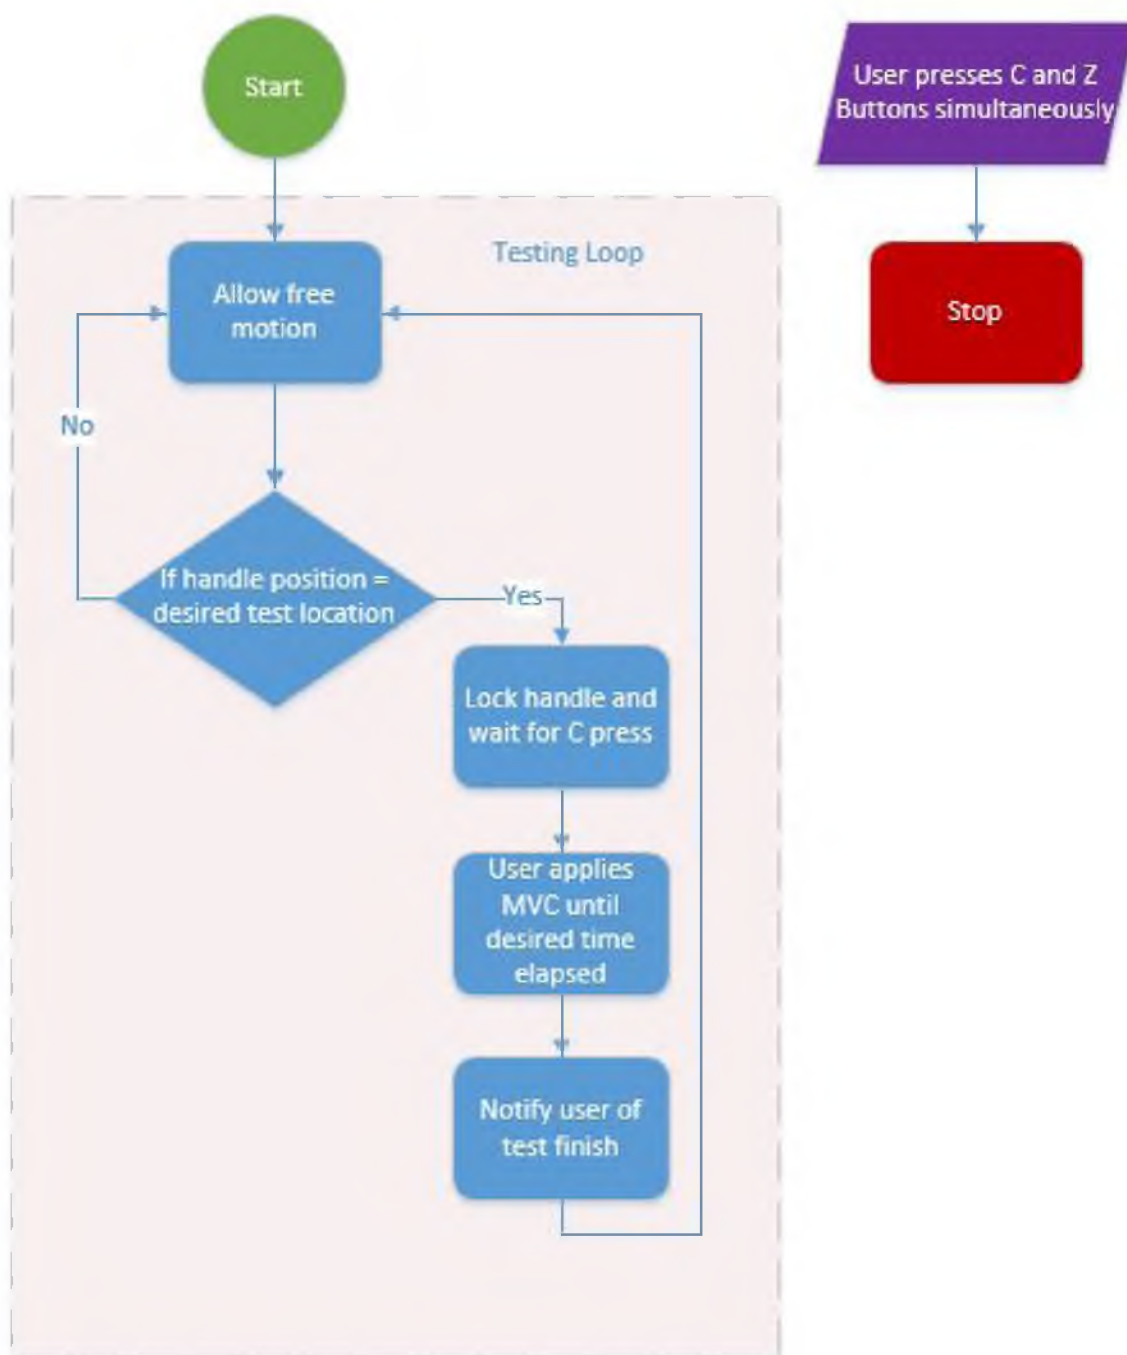 Start
User presses C and Z
Buttons simultaneously
Testing Loop
Allow free
motion
Stop
No
If handle position =
desired test location
Yes
Lock handle and
wait for C press
User applies
MVC until
desired time
elapsed
Notify user of
test finish